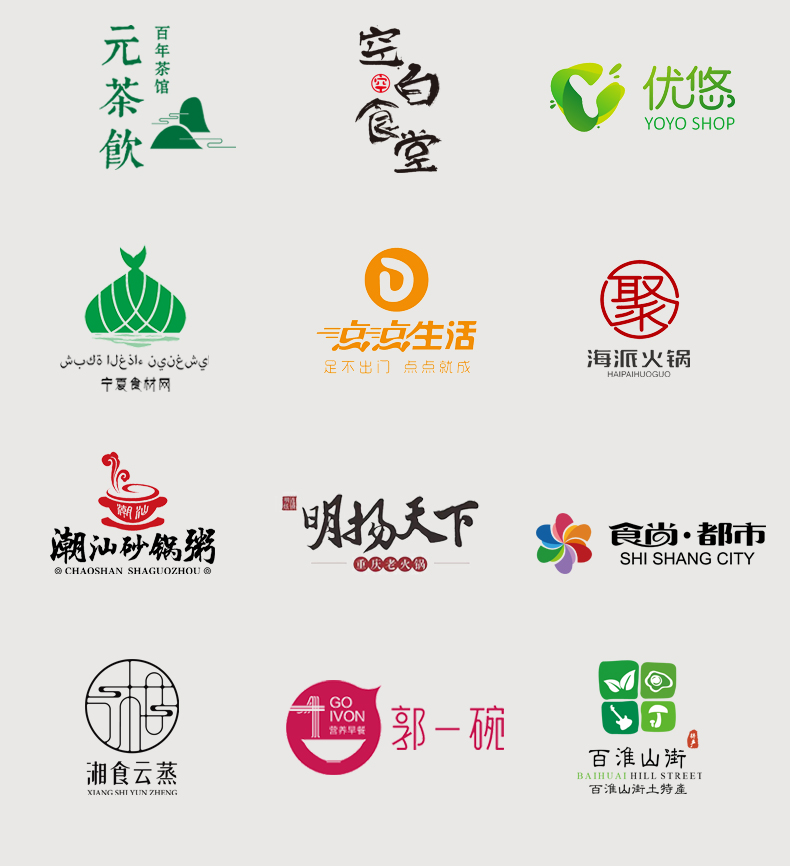 元茶飲
百年茶馆
空白食堂
空
优悠
YOYO SHOP
شبكة الغذاء نينغشيا
宁夏食材网
点点生活
足不出门 点点就成
聚
海派火锅
HAIPAIHUOGUO
潮汕
潮汕砂锅粥
CHAOSHAN SHAGUOZHOU
明扬天下
重庆老火锅
食尚·都市
SHI SHANG CITY
湘
湘食云蒸
XIANG SHI YUN ZHENG
GO
IVON
营养早餐
郭一碗
百淮山街
BAIHUAI HILL STREET
百淮山街土特產